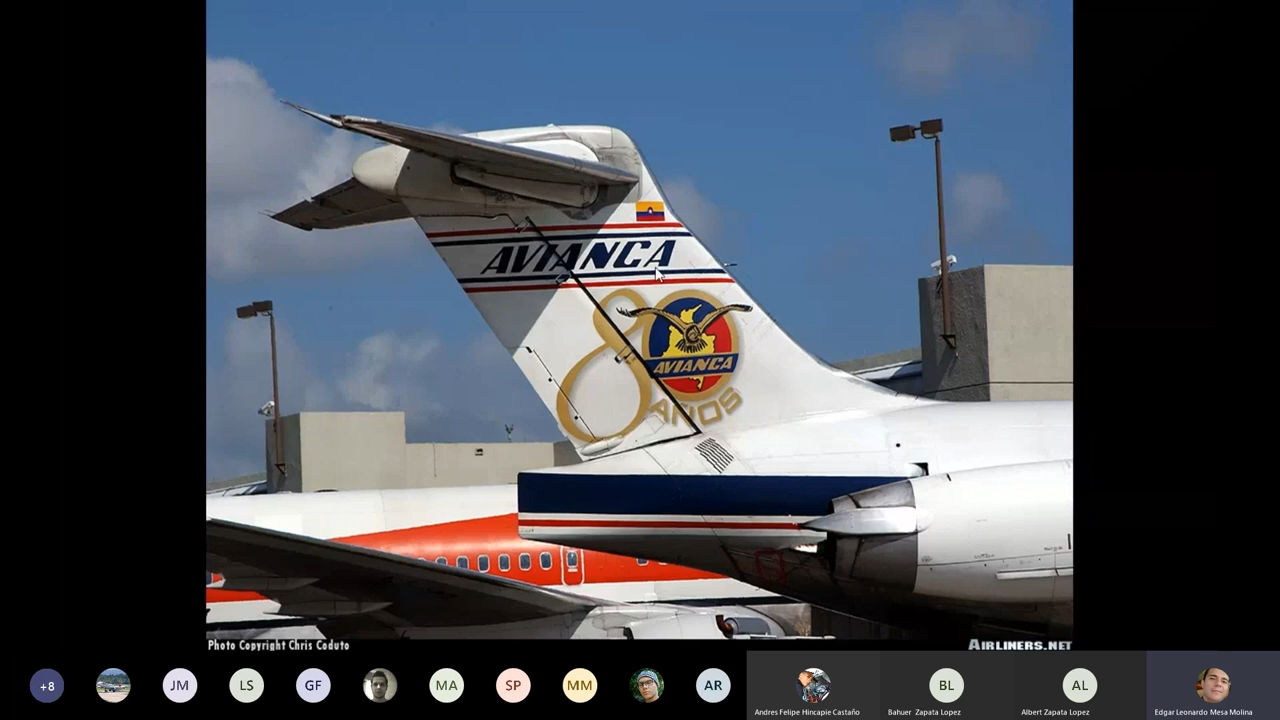 AVIANCA
8
AVIANCA
AÑOS
Photo Copyright Chris Coduto
AIRLINERS.NET
+8
JM
LS
GF
MA
SP
MM
AR
BL
AL
Andres Felipe Hincapie Castaño
Bahuer Zapata Lopez
Albert Zapata Lopez
Edgar Leonardo Mesa Molina